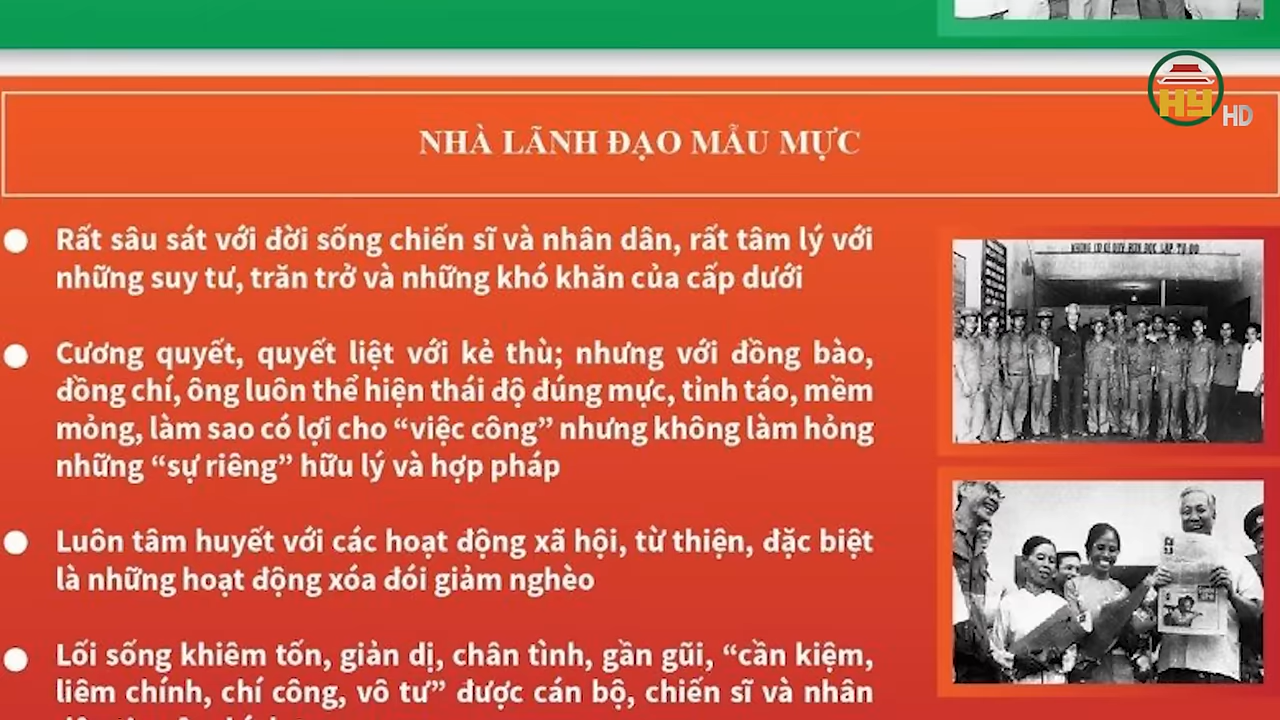 HY HD
NHÀ LÃNH ĐẠO MẪU MỰC
Rất sâu sát với đời sống chiến sĩ và nhân dân, rất tâm lý với
những suy tư, trăn trở và những khó khăn của cấp dưới
Cương quyết, quyết liệt với kẻ thù; nhưng với đồng bào,
đồng chí, ông luôn thể hiện thái độ đúng mực, tỉnh táo, mềm
mỏng, làm sao có lợi cho “việc công” nhưng không làm hỏng
những “sự riêng” hữu lý và hợp pháp
Luôn tâm huyết với các hoạt động xã hội, từ thiện, đặc biệt
là những hoạt động xóa đói giảm nghèo
Lối sống khiêm tốn, giản dị, chân tình, gần gũi, “cần kiệm,
liêm chính, chí công, vô tư” được cán bộ, chiến sĩ và nhân